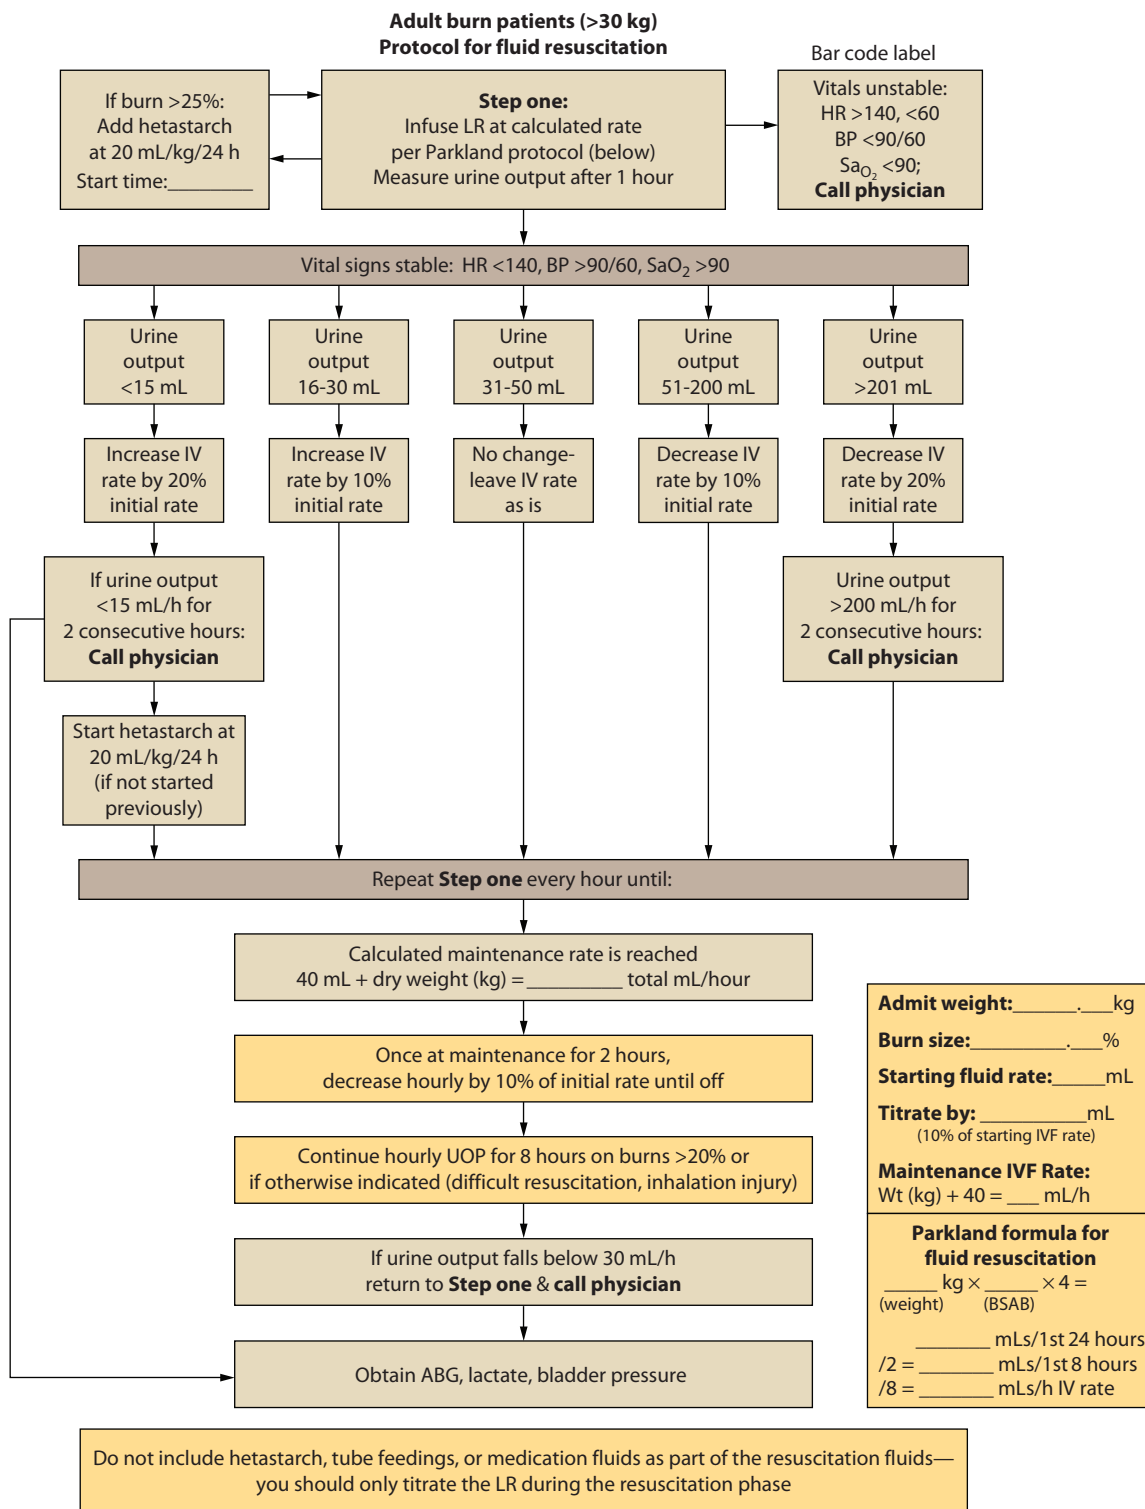 Adult burn patients (>30 kg)
Protocol for fluid resuscitation
Bar code label
If burn >25%:
Add hetastarch
at 20 mL/kg/24 h
Start time:________
Step one:
Infuse LR at calculated rate
per Parkland protocol (below)
Measure urine output after 1 hour
Vitals unstable:
HR >140, <60
BP <90/60
SaO2 <90;
Call physician
Vital signs stable: HR <140, BP >90/60, SaO2 >90
Urine
output
<15 mL
Urine
output
16-30 mL
Urine
output
31-50 mL
Urine
output
51-200 mL
Urine
output
>201 mL
Increase IV
rate by 20%
initial rate
Increase IV
rate by 10%
initial rate
No change-
leave IV rate
as is
Decrease IV
rate by 10%
initial rate
Decrease IV
rate by 20%
initial rate
If urine output
<15 mL/h for
2 consecutive hours:
Call physician
Urine output
>200 mL/h for
2 consecutive hours:
Call physician
Start hetastarch at
20 mL/kg/24 h
(if not started
previously)
Repeat Step one every hour until:
Calculated maintenance rate is reached
40 mL + dry weight (kg) = _________ total mL/hour
Once at maintenance for 2 hours,
decrease hourly by 10% of initial rate until off
Continue hourly UOP for 8 hours on burns >20% or
if otherwise indicated (difficult resuscitation, inhalation injury)
If urine output falls below 30 mL/h
return to Step one & call physician
Obtain ABG, lactate, bladder pressure
Admit weight:______.___kg
Burn size:_________.___%
Starting fluid rate:_____mL
Titrate by: __________mL
(10% of starting IVF rate)
Maintenance IVF Rate:
Wt (kg) + 40 = ___ mL/h
Parkland formula for
fluid resuscitation
_____ kg × _____ × 4 =
(weight) (BSAB)
_______ mLs/1st 24 hours
/2 = _______ mLs/1st 8 hours
/8 = _______ mLs/h IV rate
Do not include hetastarch, tube feedings, or medication fluids as part of the resuscitation fluids—
you should only titrate the LR during the resuscitation phase